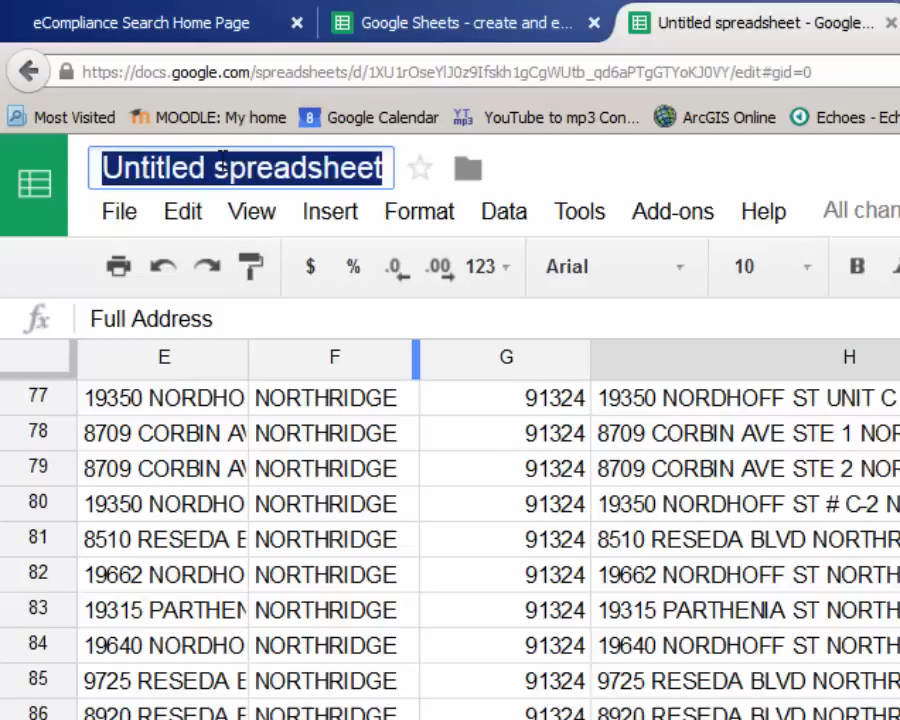 eCompliance Search Home Page × Google Sheets - create and e... × Untitled spreadsheet - Google... ×
https://docs.google.com/spreadsheets/d/1XU1rOseYlJ0z9Ifskh1gCgWUtb_qd6aPTgGTYoKJ0VY/edit#gid=0
Most Visited MOODLE: My home 8 Google Calendar YT mp3 YouTube to mp3 Con... ArcGIS Online Echoes - Ech
Untitled spreadsheet
File Edit View Insert Format Data Tools Add-ons Help All chan
$ % .0 .00 123 Arial 10 B
fx Full Address
E F G H
77 19350 NORDHO NORTHRIDGE 91324 19350 NORDHOFF ST UNIT C
78 8709 CORBIN AV NORTHRIDGE 91324 8709 CORBIN AVE STE 1 NOR
79 8709 CORBIN AV NORTHRIDGE 91324 8709 CORBIN AVE STE 2 NOR
80 19350 NORDHO NORTHRIDGE 91324 19350 NORDHOFF ST # C-2 N
81 8510 RESEDA B NORTHRIDGE 91324 8510 RESEDA BLVD NORTHR
82 19662 NORDHO NORTHRIDGE 91324 19662 NORDHOFF ST NORTH
83 19315 PARTHEN NORTHRIDGE 91324 19315 PARTHENIA ST NORTH
84 19640 NORDHO NORTHRIDGE 91324 19640 NORDHOFF ST NORTH
85 9725 RESEDA B NORTHRIDGE 91324 9725 RESEDA BLVD NORTHR
86 8920 RESEDA B NORTHRIDGE 91324 8920 RESEDA BLVD NORTHR